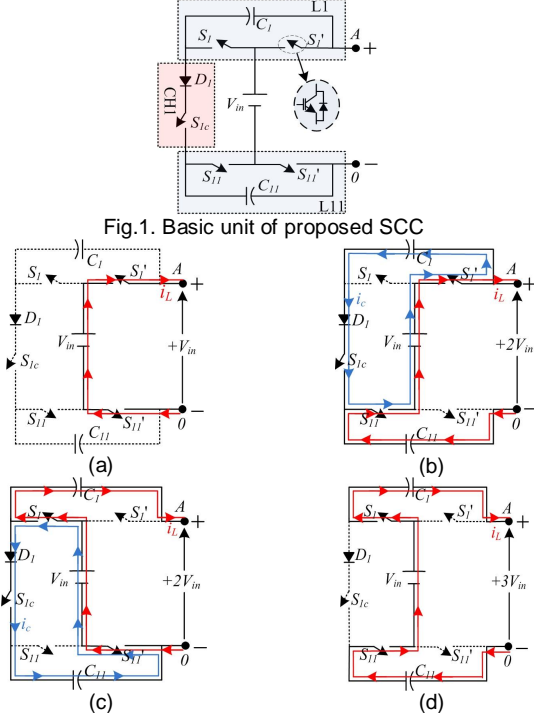 L1
C1
S1
S1'
A
+
D1
CH1
S1c
Vin
S11
S11'
0
−
C11
L11
Fig.1. Basic unit of proposed SCC
C1
S1
S1'
A
+
iL
D1
Vin
+Vin
S1c
S11
S11'
0
−
C11
(a)
C1
S1
S1'
A
+
iL
ic
D1
Vin
+2Vin
S1c
S11
S11'
0
−
C11
(b)
C1
S1
S1'
A
+
iL
D1
Vin
+2Vin
S1c
ic
S11
S11'
0
−
C11
(c)
C1
S1
S1'
A
+
iL
D1
Vin
+3Vin
S1c
S11
S11'
0
−
C11
(d)